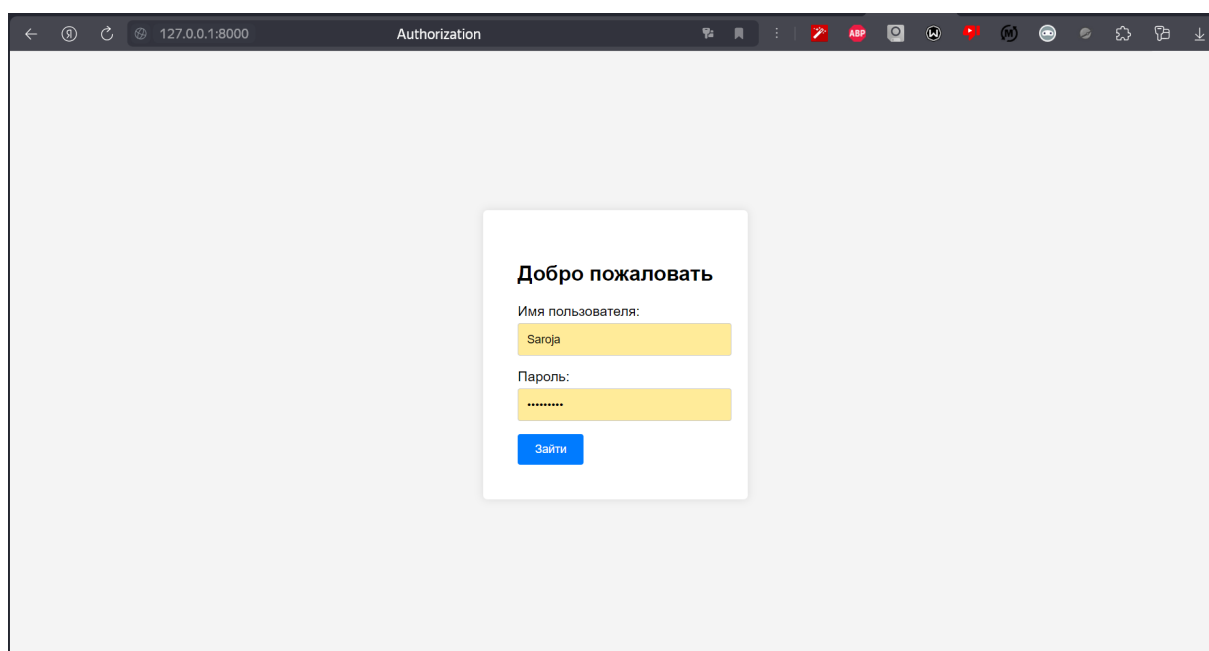 127.0.0.1:8000 Authorization ABP
Добро пожаловать
Имя пользователя:
Saroja
Пароль:
•••••••••
Зайти